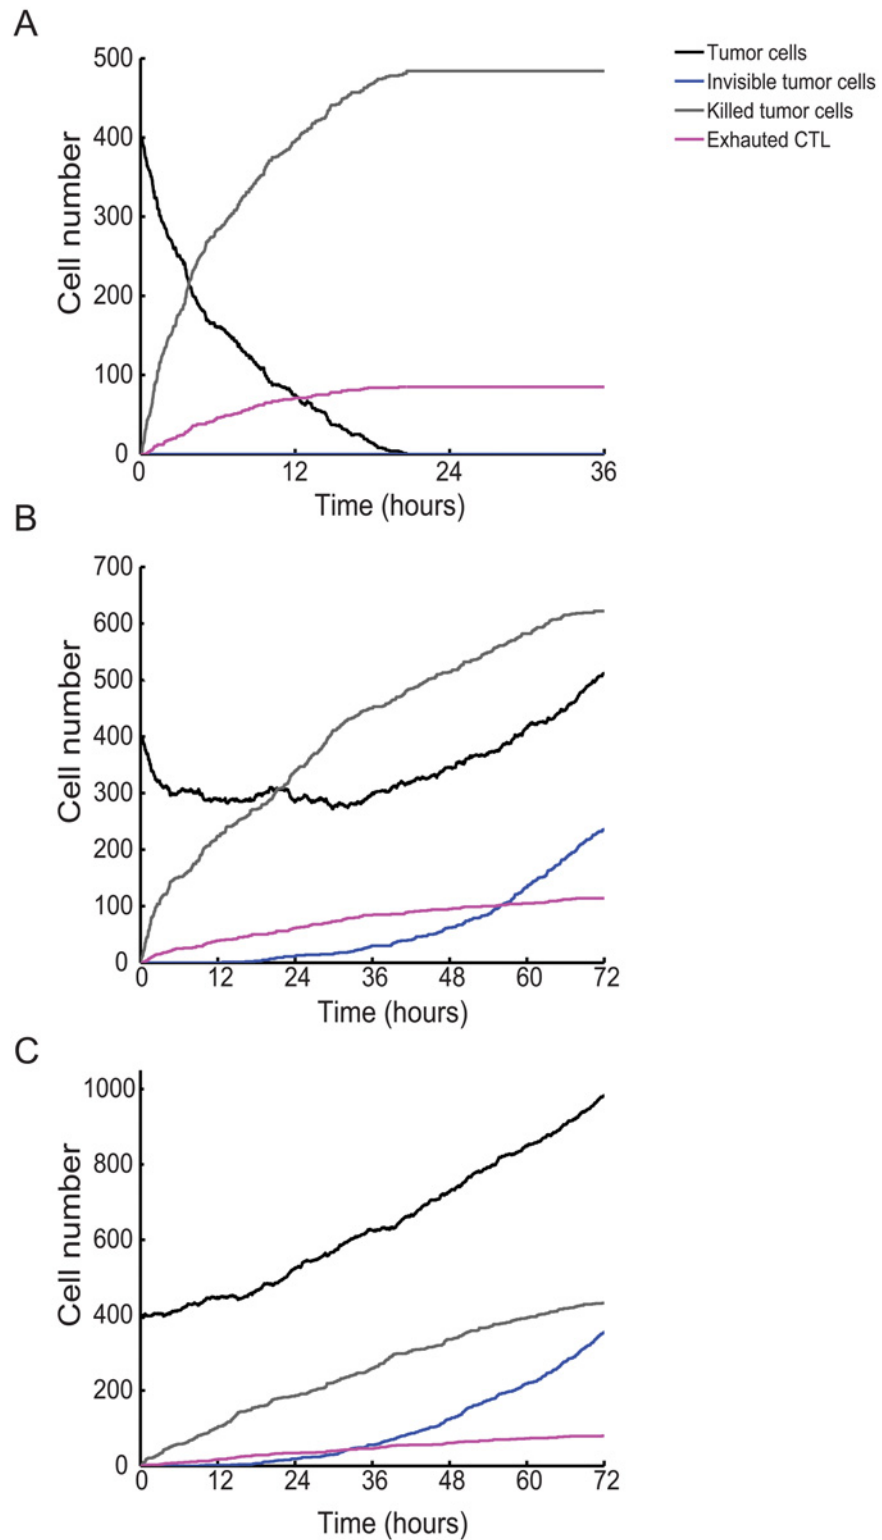 A
Tumor cells
Invisible tumor cells
Killed tumor cells
Exhauted CTL
Cell number
500
400
300
200
100
0
0 12 24 36
Time (hours)
B
Cell number
700
600
500
400
300
200
100
0
0 12 24 36 48 60 72
Time (hours)
C
Cell number
1000
800
600
400
200
0
0 12 24 36 48 60 72
Time (hours)